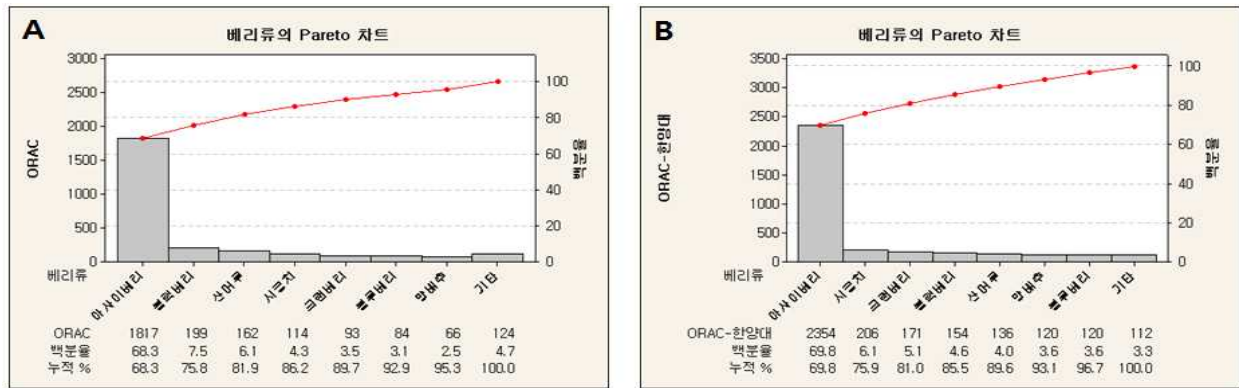 A
베리류의 Pareto 차트
3000
2500
2000
1500
1000
500
0
ORAC
100
80
60
40
20
0
백분율
베리류 아사이베리 블랙베리 산머루 시금치 크랜베리 블루베리 양배추 기타
ORAC 1817 199 162 114 93 84 66 124
백분율 68.3 7.5 6.1 4.3 3.5 3.1 2.5 4.7
누적 % 68.3 75.8 81.9 86.2 89.7 92.9 95.3 100.0
B
베리류의 Pareto 차트
3500
3000
2500
2000
1500
1000
500
0
ORAC-한양대
100
80
60
40
20
0
백분율
베리류 아사이베리 시금치 크랜베리 블랙베리 산머루 양배추 블루베리 기타
ORAC-한양대 2354 206 171 154 136 120 120 112
백분율 69.8 6.1 5.1 4.6 4.0 3.6 3.6 3.3
누적 % 69.8 75.9 81.0 85.5 89.6 93.1 96.7 100.0